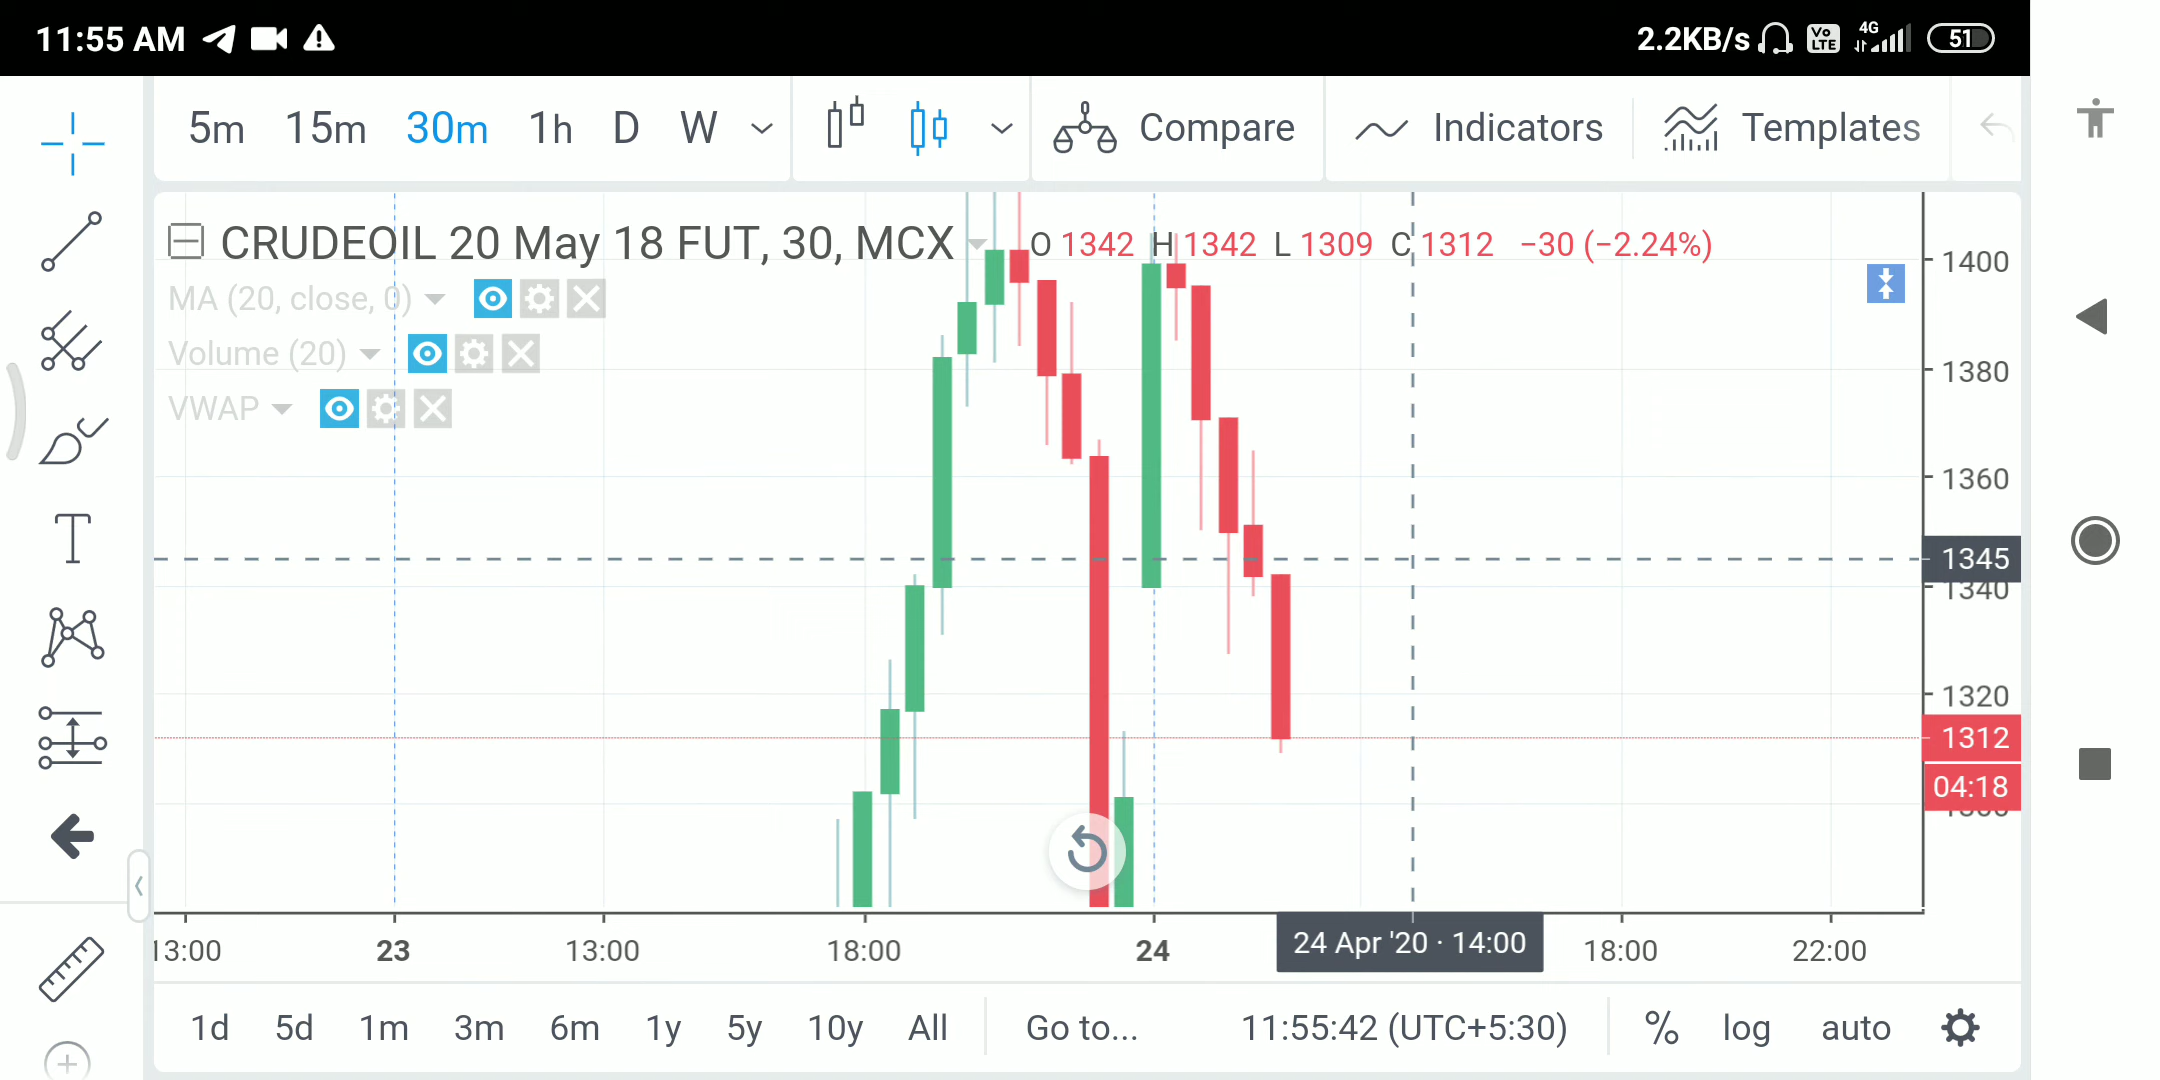 11:55 AM 2.2KB/s Vo LTE 4G 51
5m 15m 30m 1h D W Compare Indicators Templates
CRUDEOIL 20 May 18 FUT, 30, MCX O 1342 H 1342 L 1309 C 1312 −30 (−2.24%)
MA (20, close, 0)
Volume (20)
VWAP
1400
1380
1360
1345
1340
1320
1312
04:18
13:00 23 13:00 18:00 24 24 Apr '20 · 14:00 18:00 22:00
1d 5d 1m 3m 6m 1y 5y 10y All Go to... 11:55:42 (UTC+5:30) % log auto